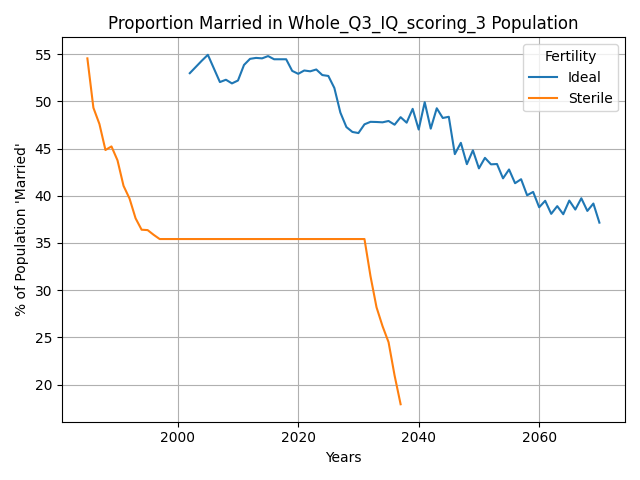 Proportion Married in Whole_Q3_IQ_scoring_3 Population
% of Population 'Married'
55
50
45
40
35
30
25
20
Fertility
Ideal
Sterile
2000
2020
2040
2060
Years